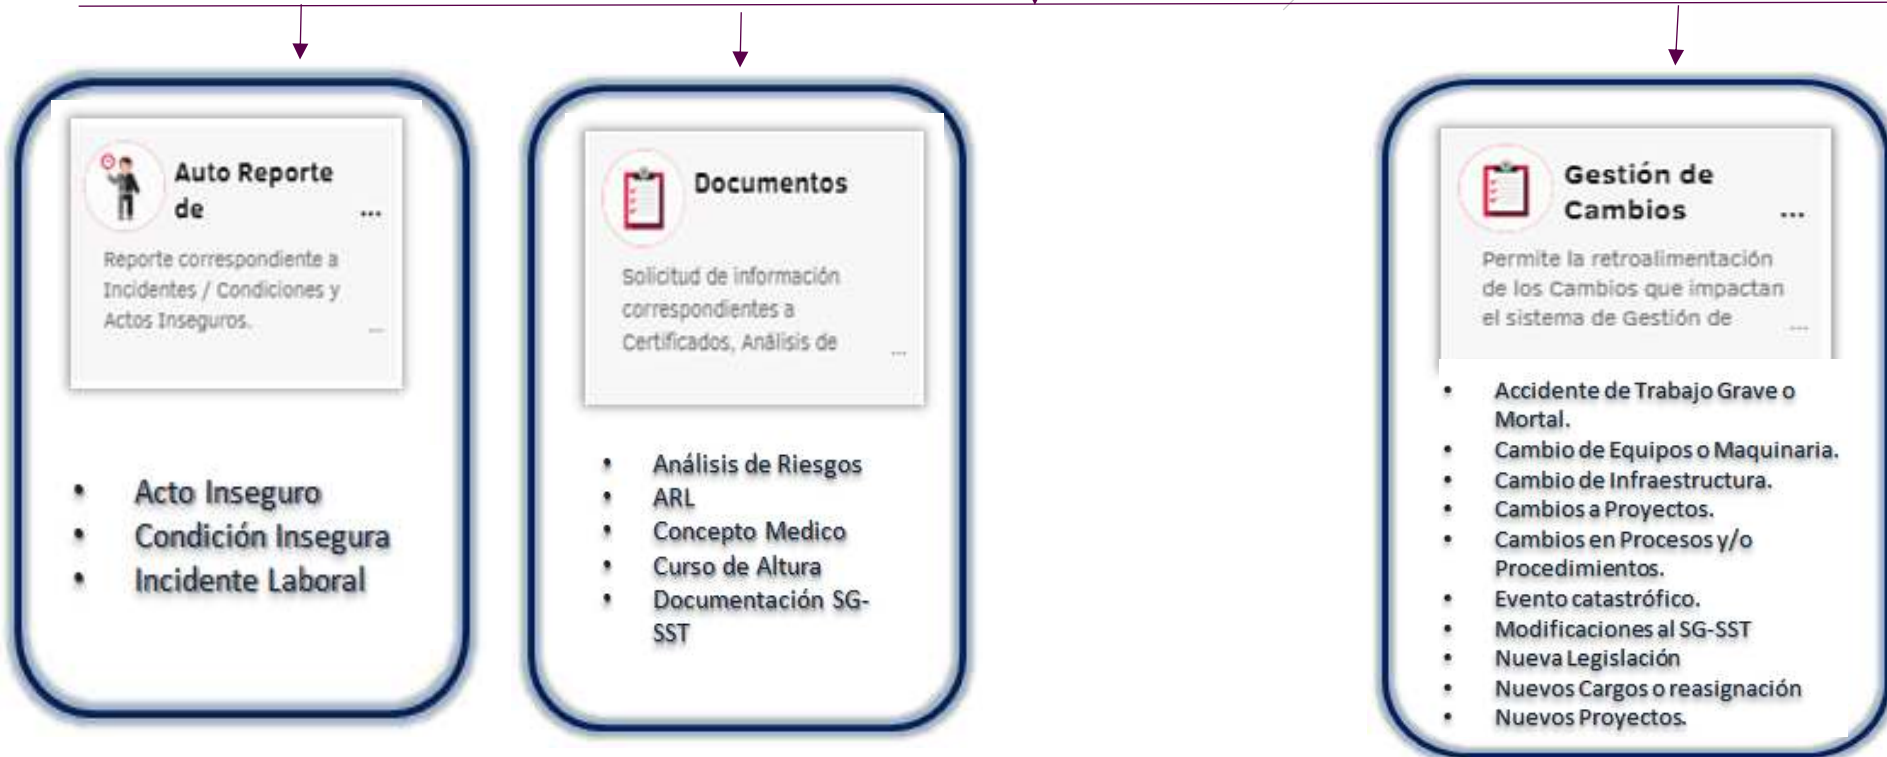 Auto Reporte
de ...
Reporte correspondiente a
Incidentes / Condiciones y
Actos Inseguros.
...
• Acto Inseguro
• Condición Insegura
• Incidente Laboral
Documentos
Solicitud de información
correspondientes a
Certificados, Análisis de ...
• Análisis de Riesgos
• ARL
• Concepto Medico
• Curso de Altura
• Documentación SG-
SST
Gestión de
Cambios ...
Permite la retroalimentación
de los Cambios que impactan
el sistema de Gestión de ...
• Accidente de Trabajo Grave o
Mortal.
• Cambio de Equipos o Maquinaria.
• Cambio de Infraestructura.
• Cambios a Proyectos.
• Cambios en Procesos y/o
Procedimientos.
• Evento catastrófico.
• Modificaciones al SG-SST
• Nueva Legislación
• Nuevos Cargos o reasignación
• Nuevos Proyectos.